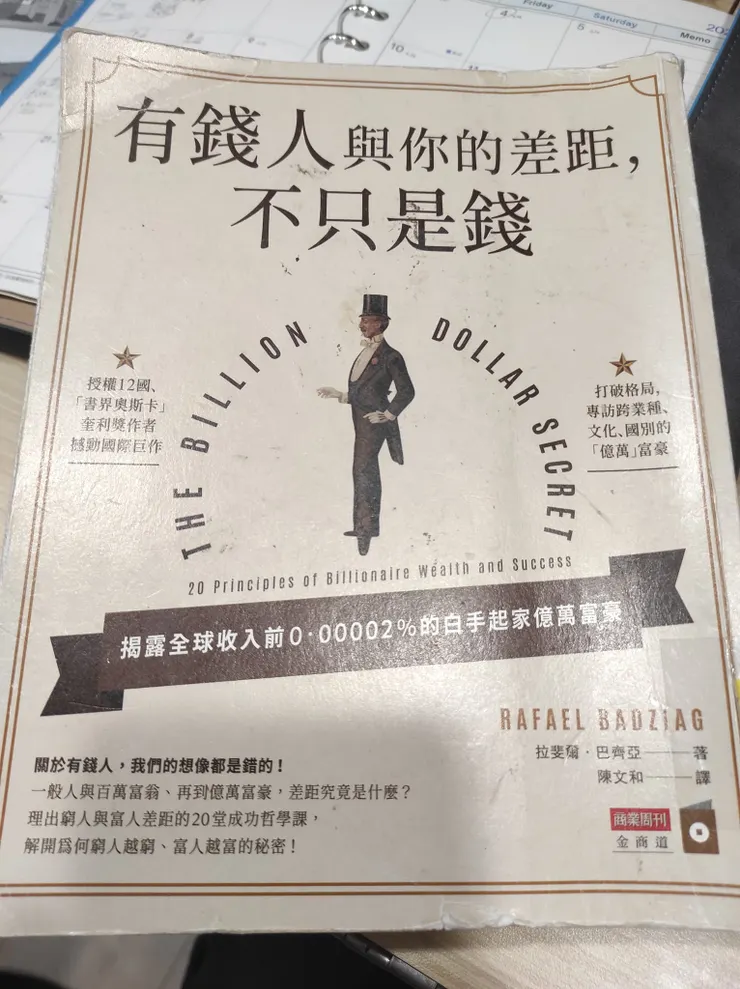 Friday
Saturday
Memo
4
5
10
有錢人與你的差距,
不只是錢
THE BILLION DOLLAR SECRET
授權12國、
「書界奧斯卡」
奎利獎作者
撼動國際巨作
打破格局,
專訪跨業種、
文化、國別的
「億萬」富豪
20 Principles of Billionaire Wealth and Success
揭露全球收入前0.00002%的白手起家億萬富豪
RAFAEL BADZIAG
拉斐爾·巴齊亞——著
陳文和——譯
關於有錢人,我們的想像都是錯的!
一般人與百萬富翁、再到億萬富豪,差距究竟是什麼?
理出窮人與富人差距的20堂成功哲學課,
解開為何窮人越窮、富人越富的秘密!
商業周刊
金商道